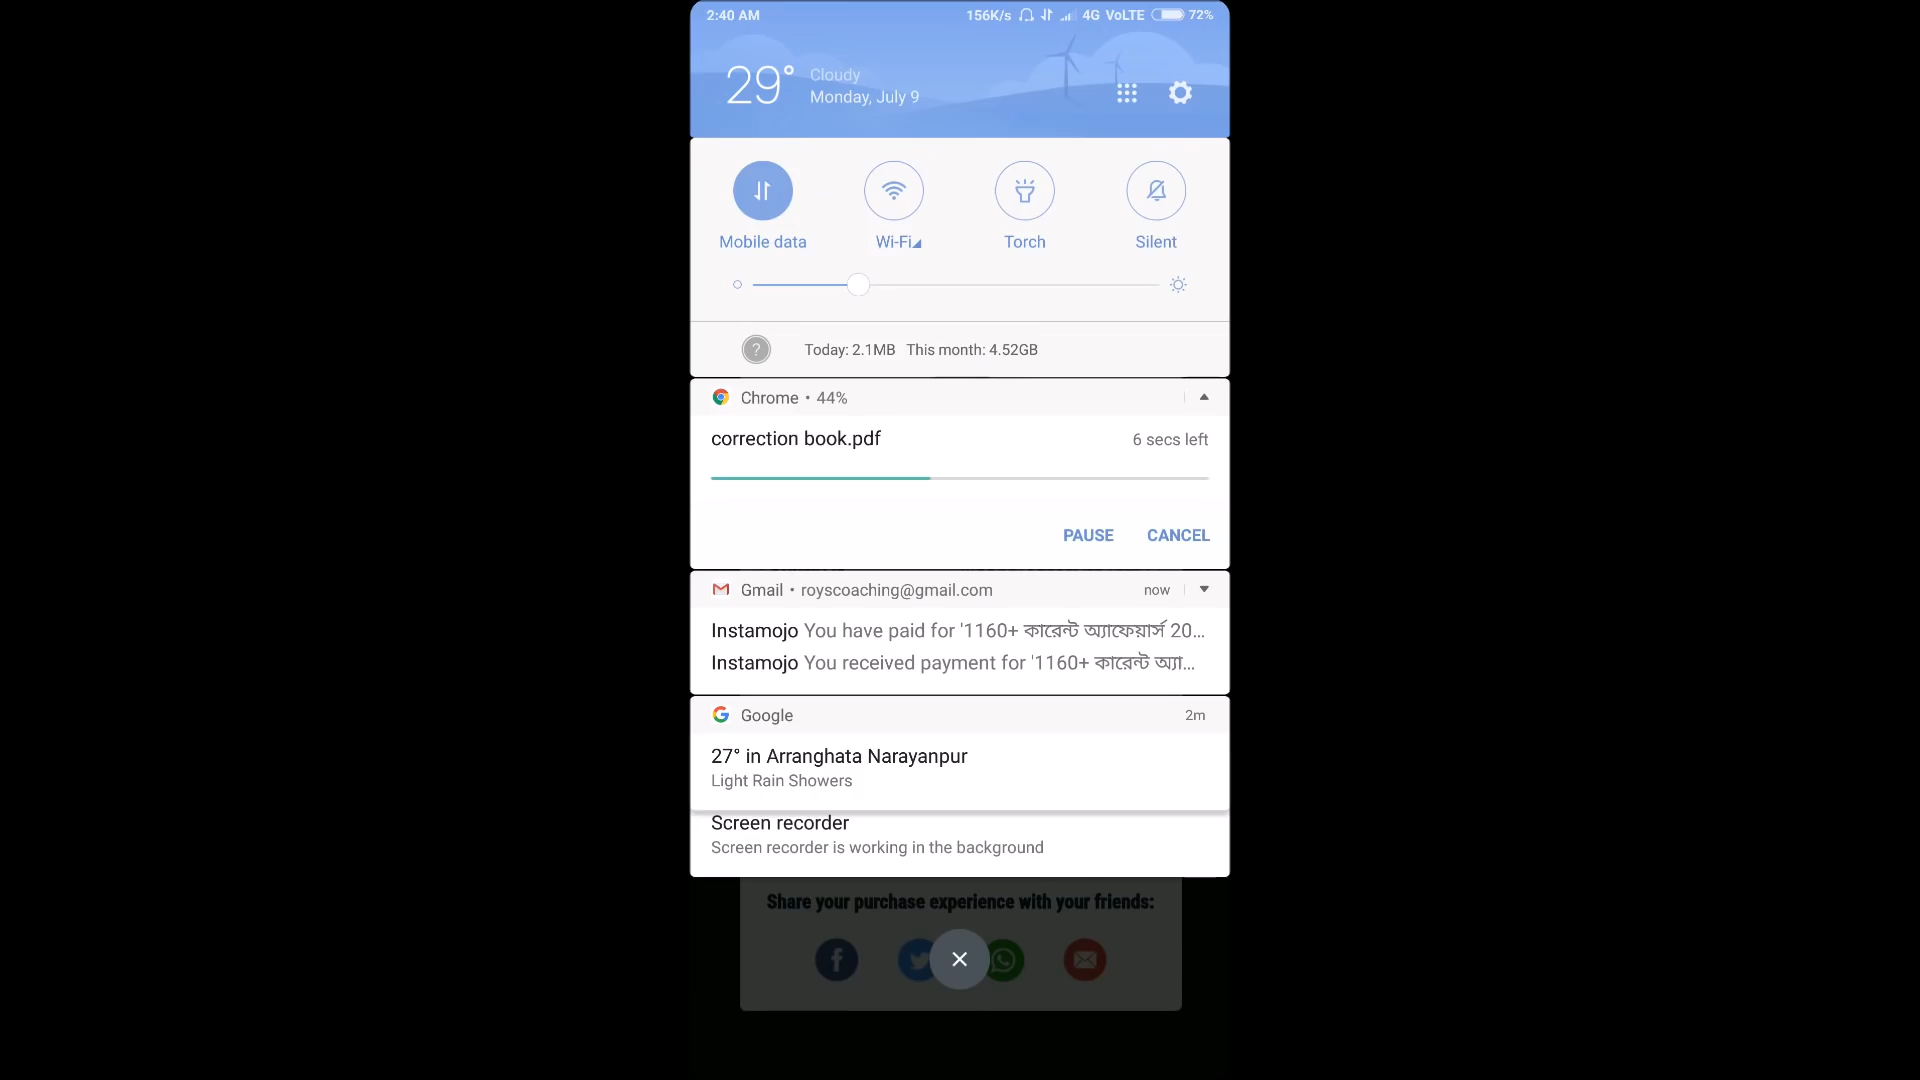 2:40 AM 156K/s 4G VoLTE 72%
29° Cloudy
Monday, July 9
Mobile data Wi-Fi Torch Silent
? Today: 2.1MB This month: 4.52GB
Chrome • 44%
correction book.pdf 6 secs left
PAUSE CANCEL
Gmail • royscoaching@gmail.com now
Instamojo You have paid for '1160+ কারেন্ট অ্যাফেয়ার্স 20...
Instamojo You received payment for '1160+ কারেন্ট অ্যা...
Google 2m
27° in Arranghata Narayanpur
Light Rain Showers
Screen recorder
Screen recorder is working in the background
Share your purchase experience with your friends: